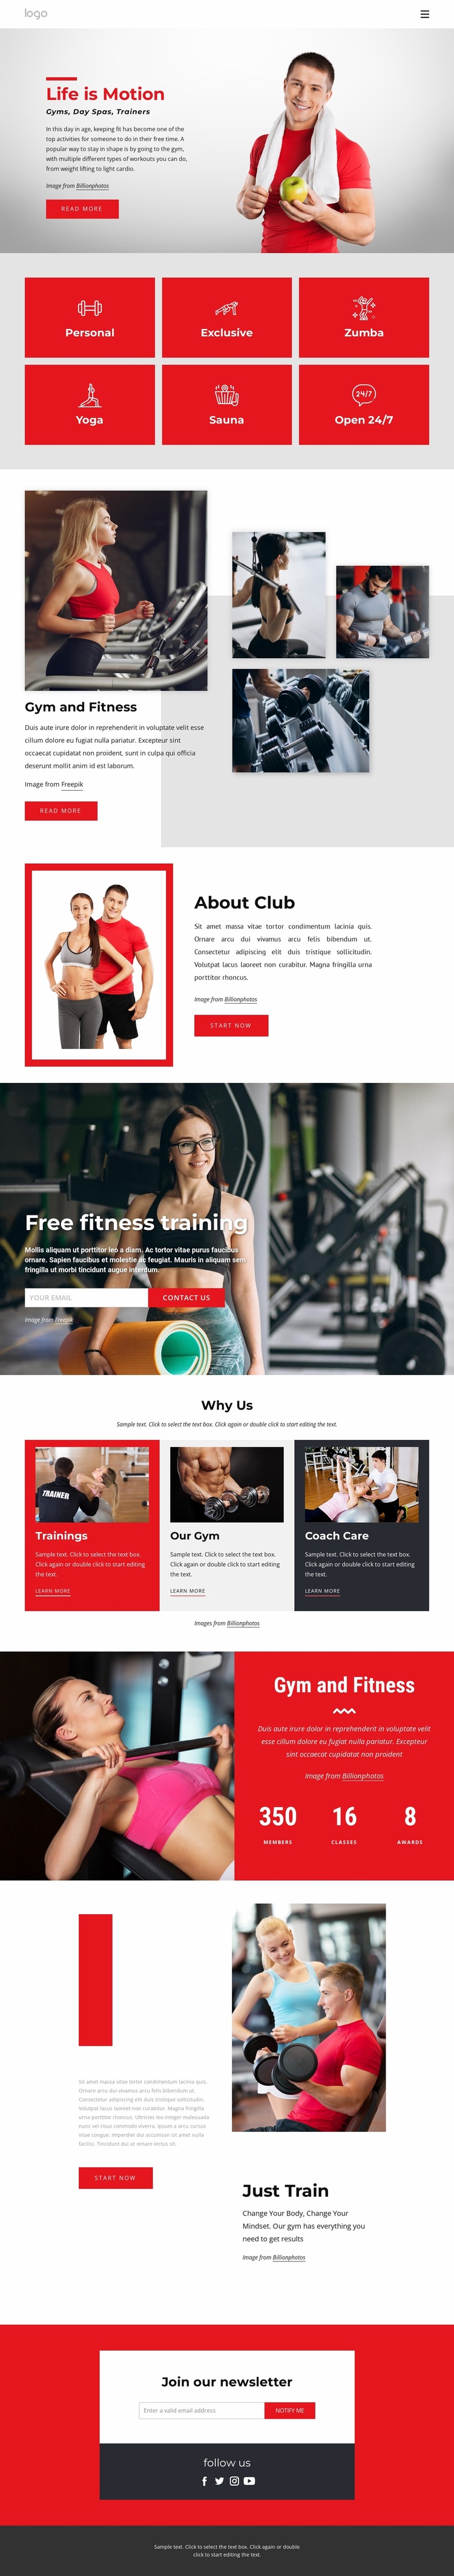 logo
Life is Motion
Gyms, Day Spas, Trainers
In this day in age, keeping fit has become one of the
top activities for someone to do in their free time. A
popular way to stay in shape is by going to the gym,
with multiple different types of workouts you can do,
from weight lifting to light cardio.
Image from Billionphotos
READ MORE
Personal
Exclusive
Zumba
Yoga
Sauna
24/7
Open 24/7
Gym and Fitness
Duis aute irure dolor in reprehenderit in voluptate velit esse
cillum dolore eu fugiat nulla pariatur. Excepteur sint
occaecat cupidatat non proident, sunt in culpa qui officia
deserunt mollit anim id est laborum.
Image from Freepik
READ MORE
About Club
Sit amet massa vitae tortor condimentum lacinia quis.
Ornare arcu dui vivamus arcu felis bibendum ut.
Consectetur adipiscing elit duis tristique sollicitudin.
Volutpat lacus laoreet non curabitur. Magna fringilla urna
porttitor rhoncus.
Image from Billionphotos
START NOW
Free fitness training
Mollis aliquam ut porttitor leo a diam. Ac tortor vitae purus faucibus
ornare. Sapien faucibus et molestie ac feugiat. Mauris in aliquam sem
fringilla ut morbi tincidunt augue interdum.
YOUR EMAIL
CONTACT US
Image from Freepik
Why Us
Sample text. Click to select the text box. Click again or double click to start editing the text.
TRAINER
Trainings
Sample text. Click to select the text box.
Click again or double click to start editing
the text.
LEARN MORE
Our Gym
Sample text. Click to select the text box.
Click again or double click to start editing
the text.
LEARN MORE
Coach Care
Sample text. Click to select the text box.
Click again or double click to start editing
the text.
LEARN MORE
Images from Billionphotos
Gym and Fitness
Duis aute irure dolor in reprehenderit in voluptate velit
esse cillum dolore eu fugiat nulla pariatur. Excepteur
sint occaecat cupidatat non proident
Image from Billionphotos
350
MEMBERS
16
CLASSES
8
AWARDS
Sit amet massa vitae tortor condimentum lacinia quis.
Ornare arcu dui vivamus arcu felis bibendum ut.
Consectetur adipiscing elit duis tristique sollicitudin.
Volutpat lacus laoreet non curabitur. Magna fringilla
urna porttitor rhoncus. Ultricies leo integer malesuada
nunc vel risus commodo viverra. Ipsum a arcu cursus
vitae congue. Imperdiet dui accumsan sit amet nulla
facilisi. Tincidunt dui ut ornare lectus sit.
START NOW
Just Train
Change Your Body, Change Your
Mindset. Our gym has everything you
need to get results
Image from Billionphotos
Join our newsletter
Enter a valid email address
NOTIFY ME
follow us
Sample text. Click to select the text box. Click again or double
click to start editing the text.